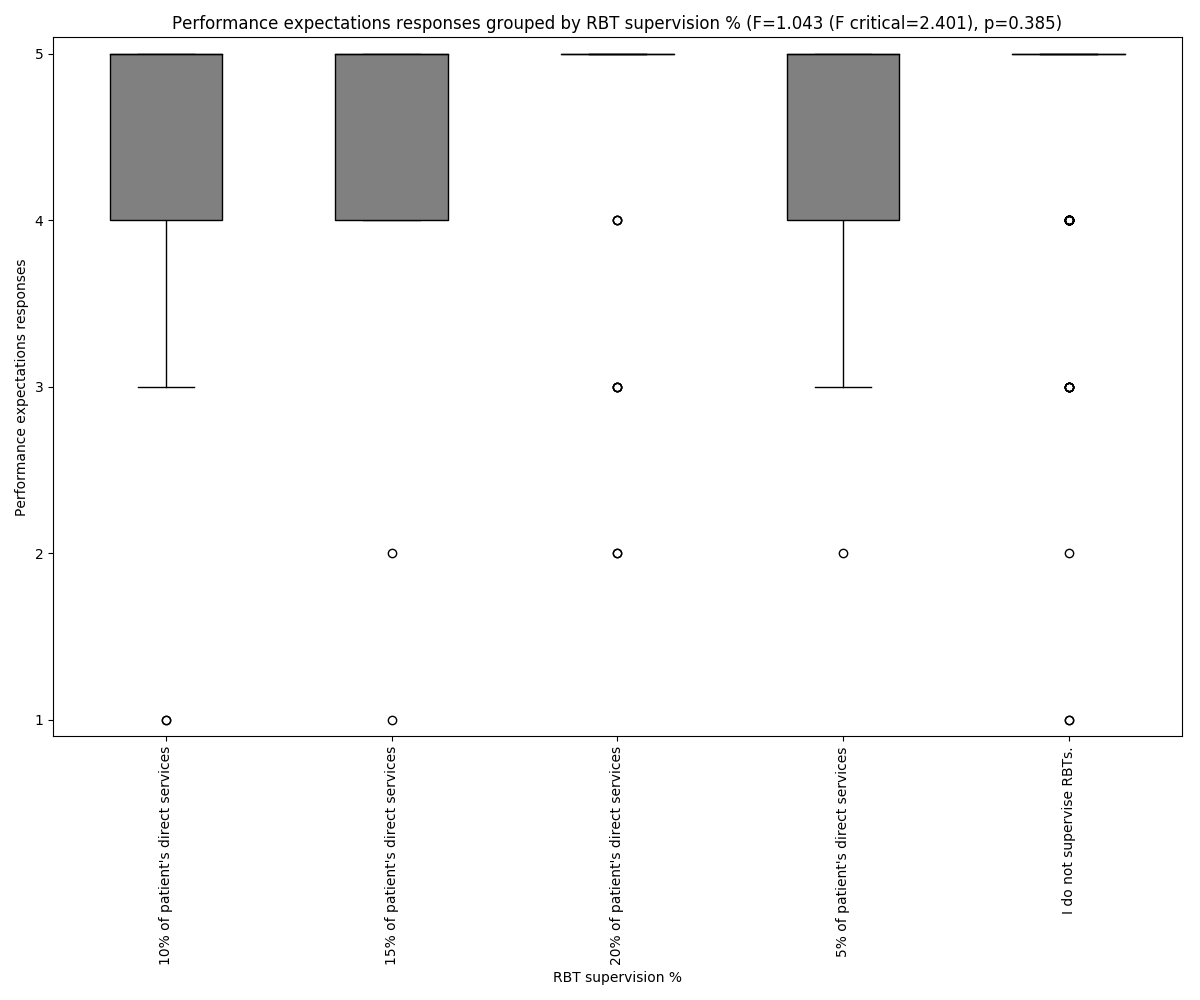 Performance expectations responses grouped by RBT supervision % (F=1.043 (F critical=2.401), p=0.385)
Performance expectations responses
5
4
3
2
1
10% of patient's direct services
15% of patient's direct services
20% of patient's direct services
5% of patient's direct services
I do not supervise RBTs.
RBT supervision %